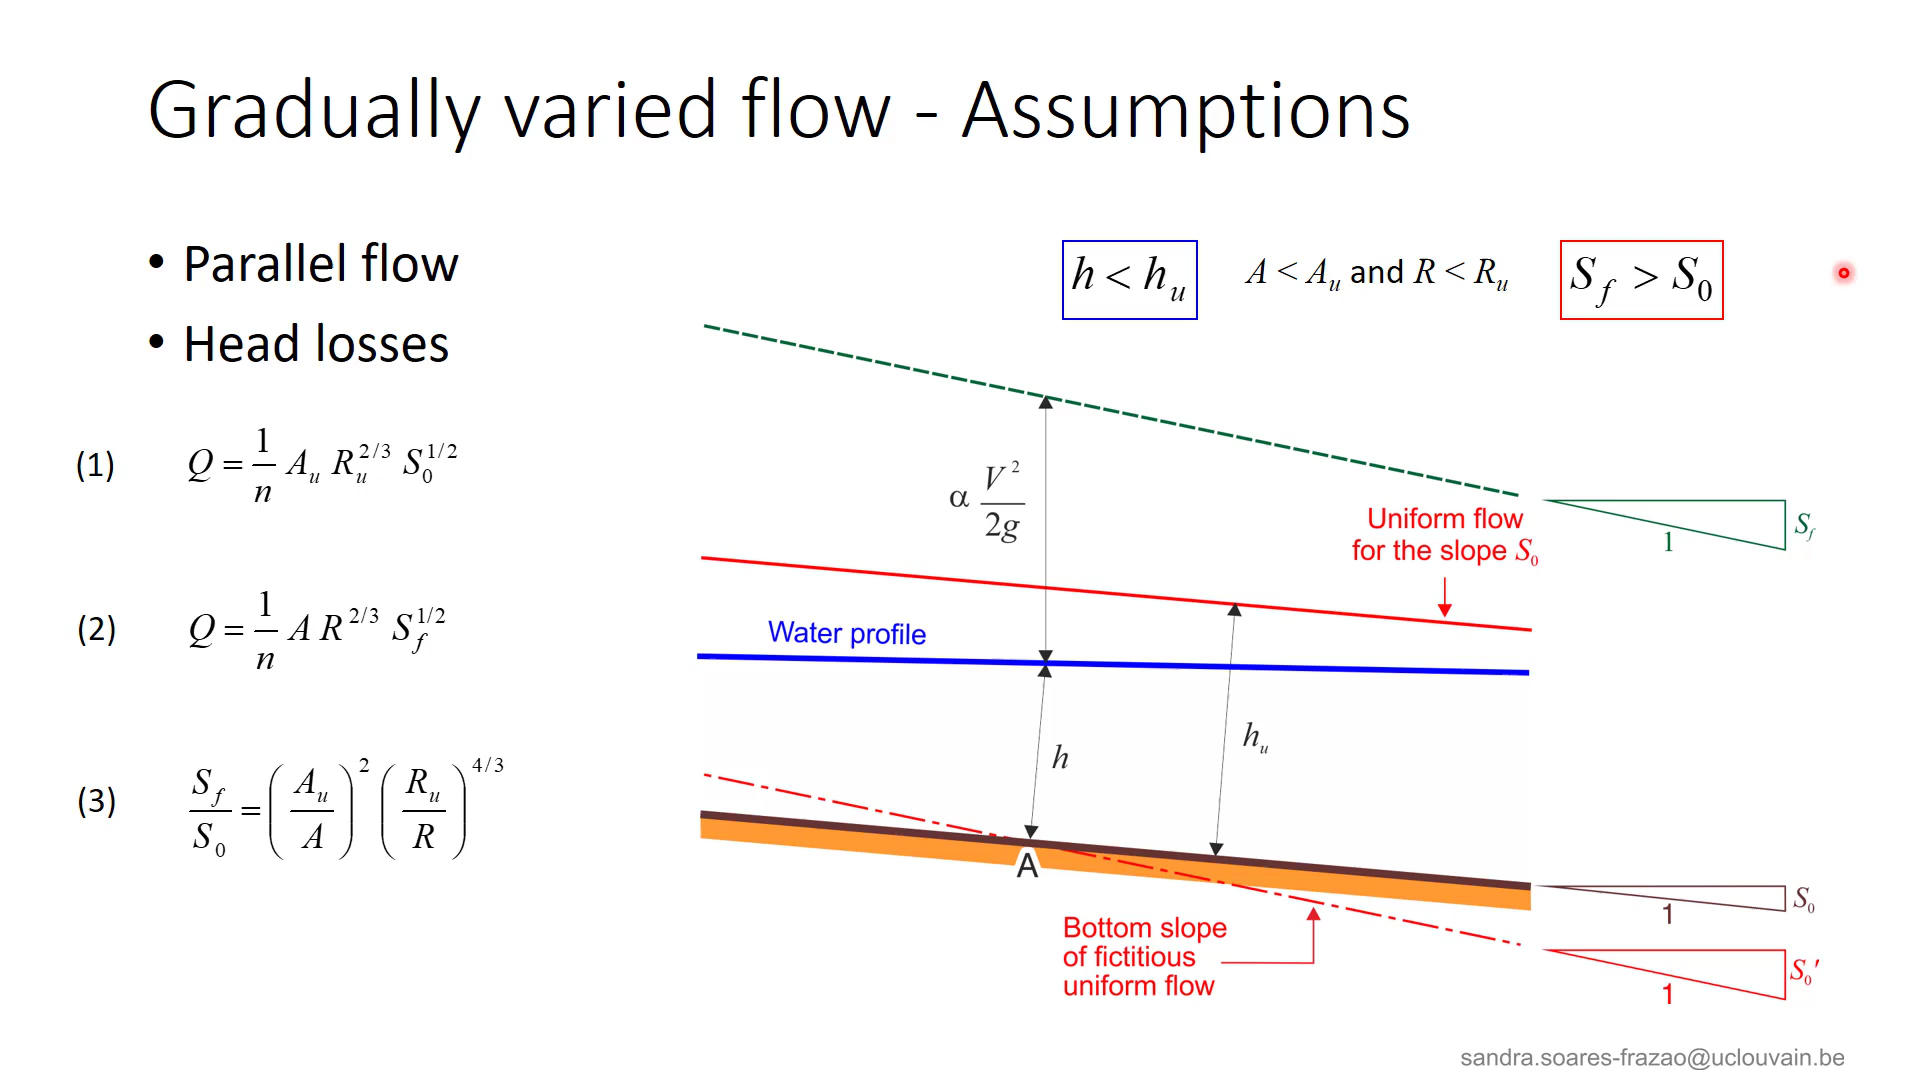 Gradually varied flow - Assumptions
• Parallel flow
• Head losses
h < h_u
A < A_u and R < R_u
S_f > S_0
(1) Q = 1/n A_u R_u^{2/3} S_0^{1/2}
(2) Q = 1/n A R^{2/3} S_f^{1/2}
(3) S_f/S_0 = (A_u/A)^2 (R_u/R)^{4/3}
α V^2/2g
Uniform flow
for the slope S_0
S_f
1
Water profile
h
h_u
A
S_0
1
Bottom slope
of fictitious
uniform flow
S_0'
1
sandra.soares-frazao@uclouvain.be